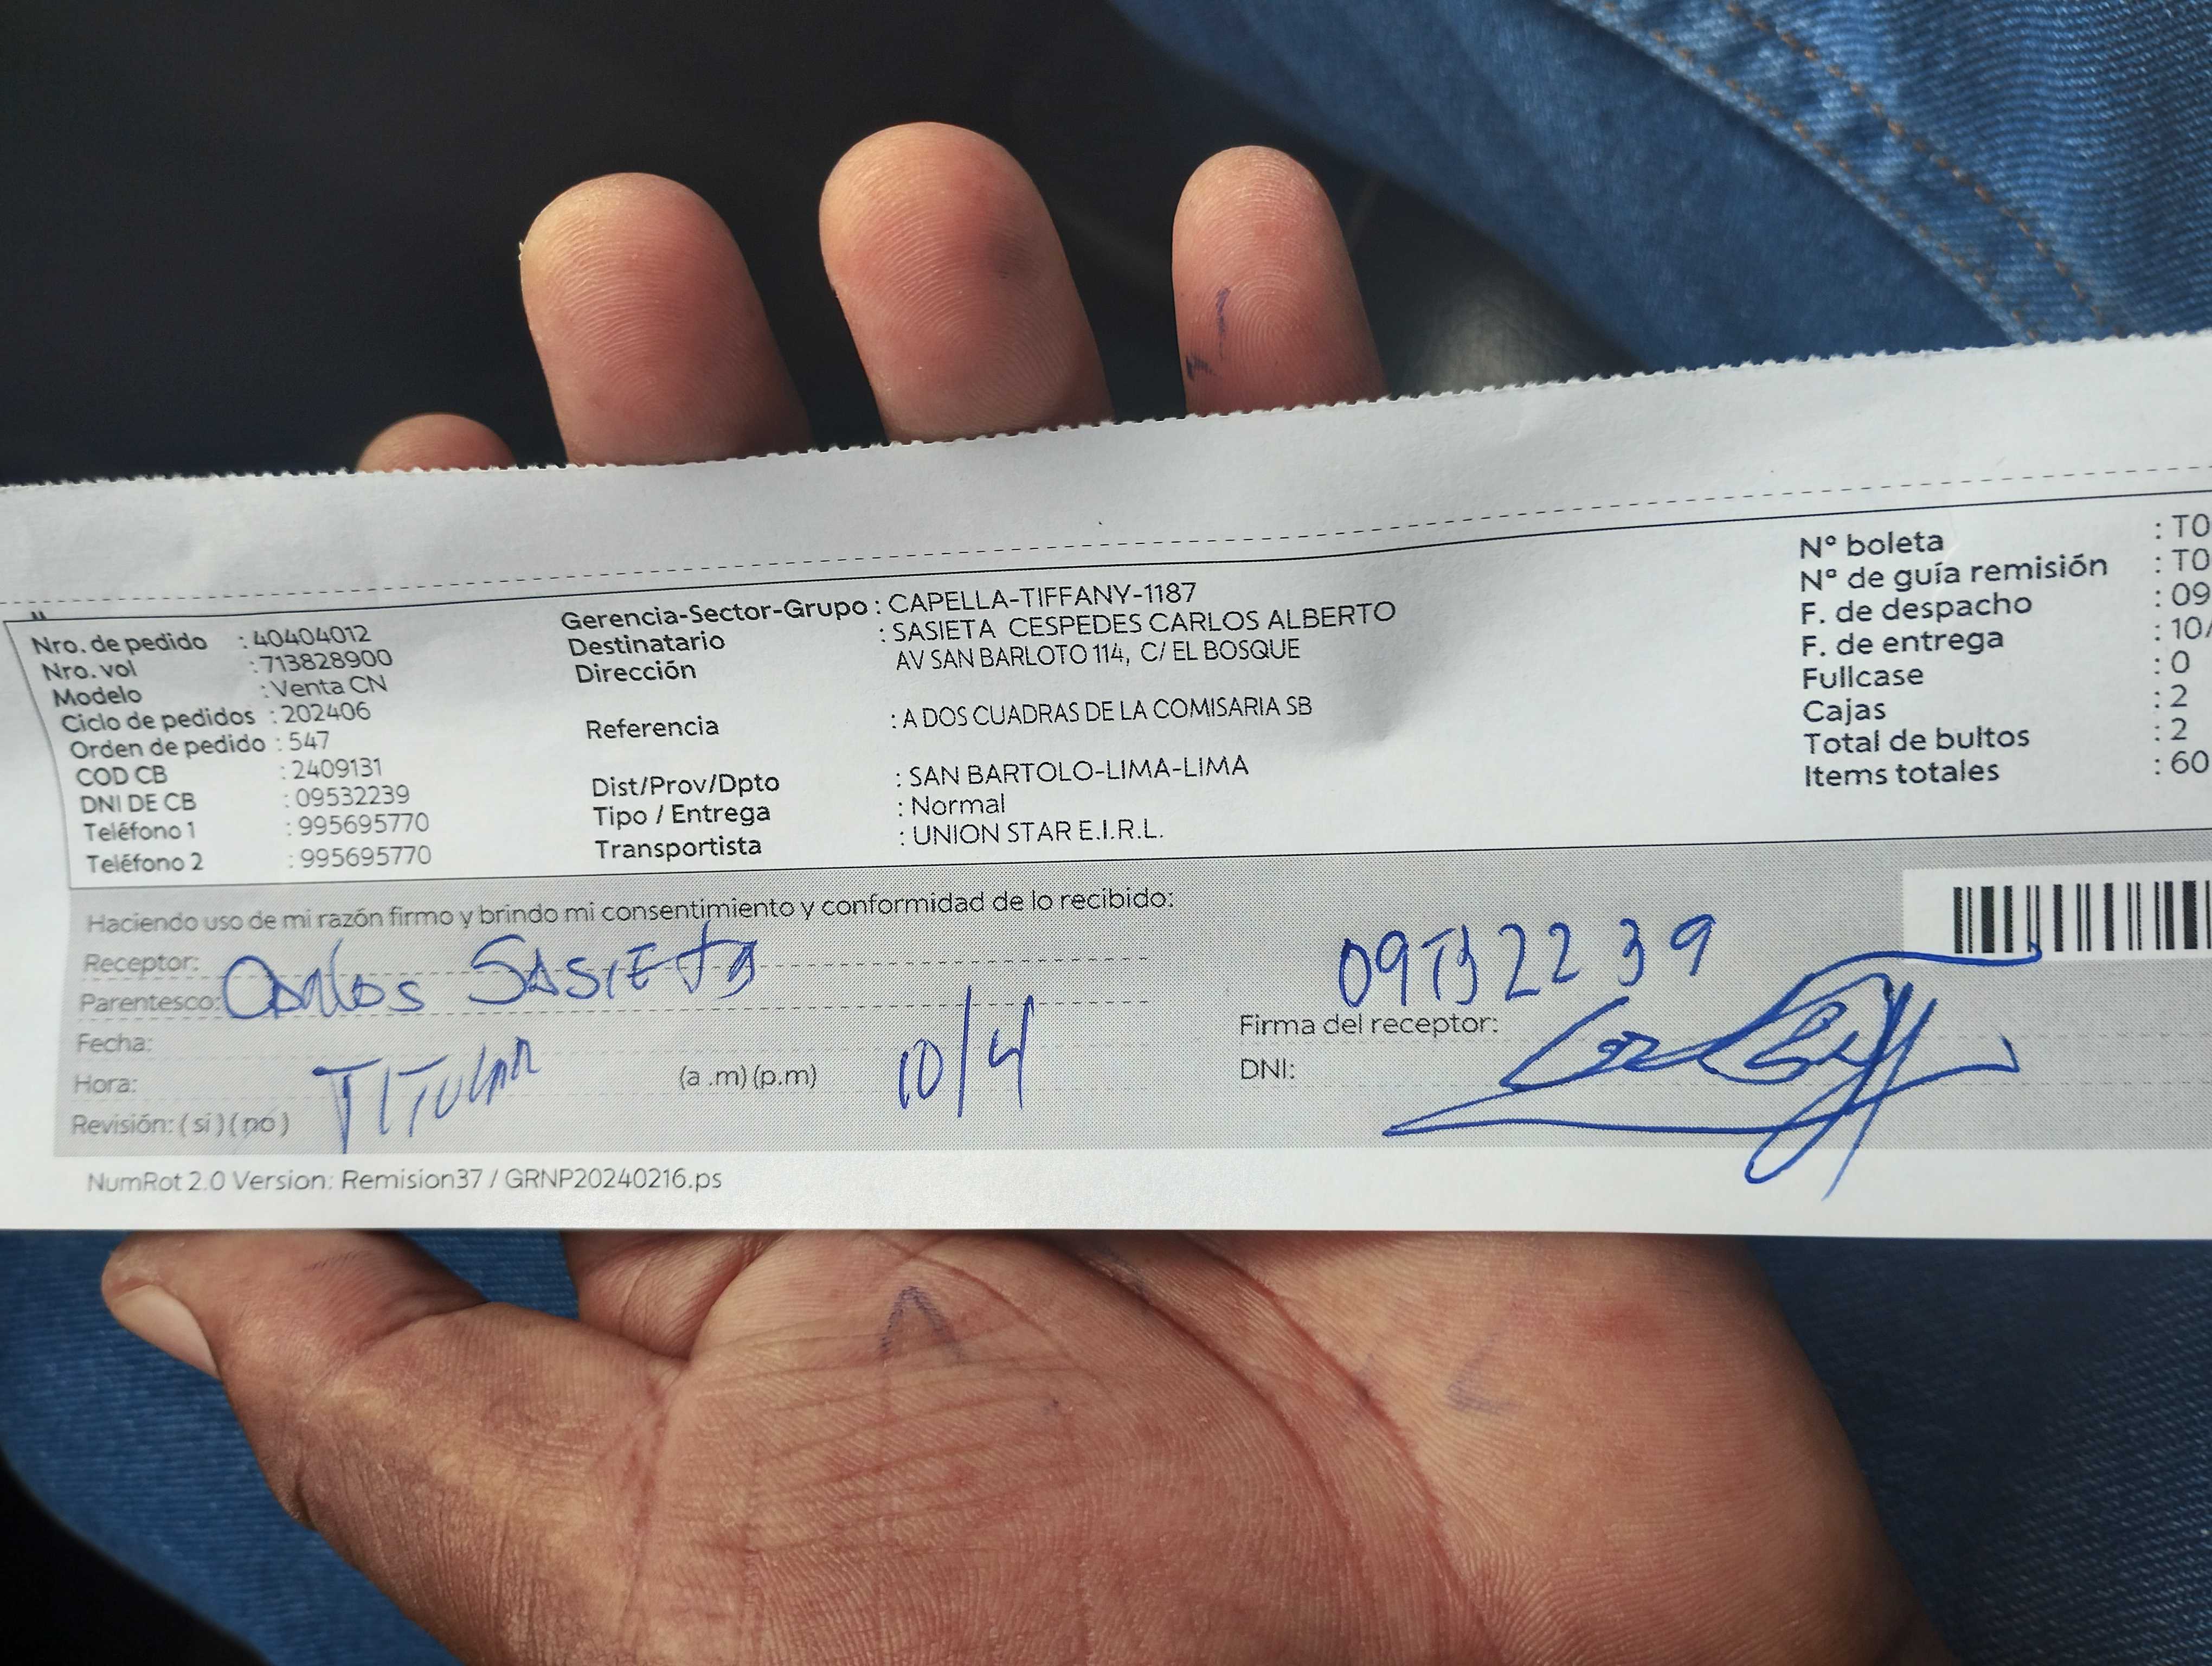 Nro. de pedido : 40404012
Nro. vol : 713828900
Modelo : Venta CN
Ciclo de pedidos : 202406
Orden de pedido : 547
COD CB : 2409131
DNI DE CB : 09532239
Teléfono 1 : 995695770
Teléfono 2 : 995695770
Gerencia-Sector-Grupo : CAPELLA-TIFFANY-1187
Destinatario : SASIETA CESPEDES CARLOS ALBERTO
Dirección AV SAN BARLOTO 114, C/ EL BOSQUE
Referencia : A DOS CUADRAS DE LA COMISARIA SB
Dist/Prov/Dpto : SAN BARTOLO-LIMA-LIMA
Tipo / Entrega : Normal
Transportista : UNION STAR E.I.R.L.
N° boleta : T0
N° de guía remisión : T0
F. de despacho : 09
F. de entrega : 10/
Fullcase : 0
Cajas : 2
Total de bultos : 2
Items totales : 60
Haciendo uso de mi razón firmo y brindo mi consentimiento y conformidad de lo recibido:
Receptor: Carlos SASIETA
Parentesco:
Fecha:
Hora: TITULAR (a .m) (p.m) 10/4
Revisión: ( si ) ( no )
09532239
Firma del receptor:
DNI:
NumRot 2.0 Version: Remision37 / GRNP20240216.ps